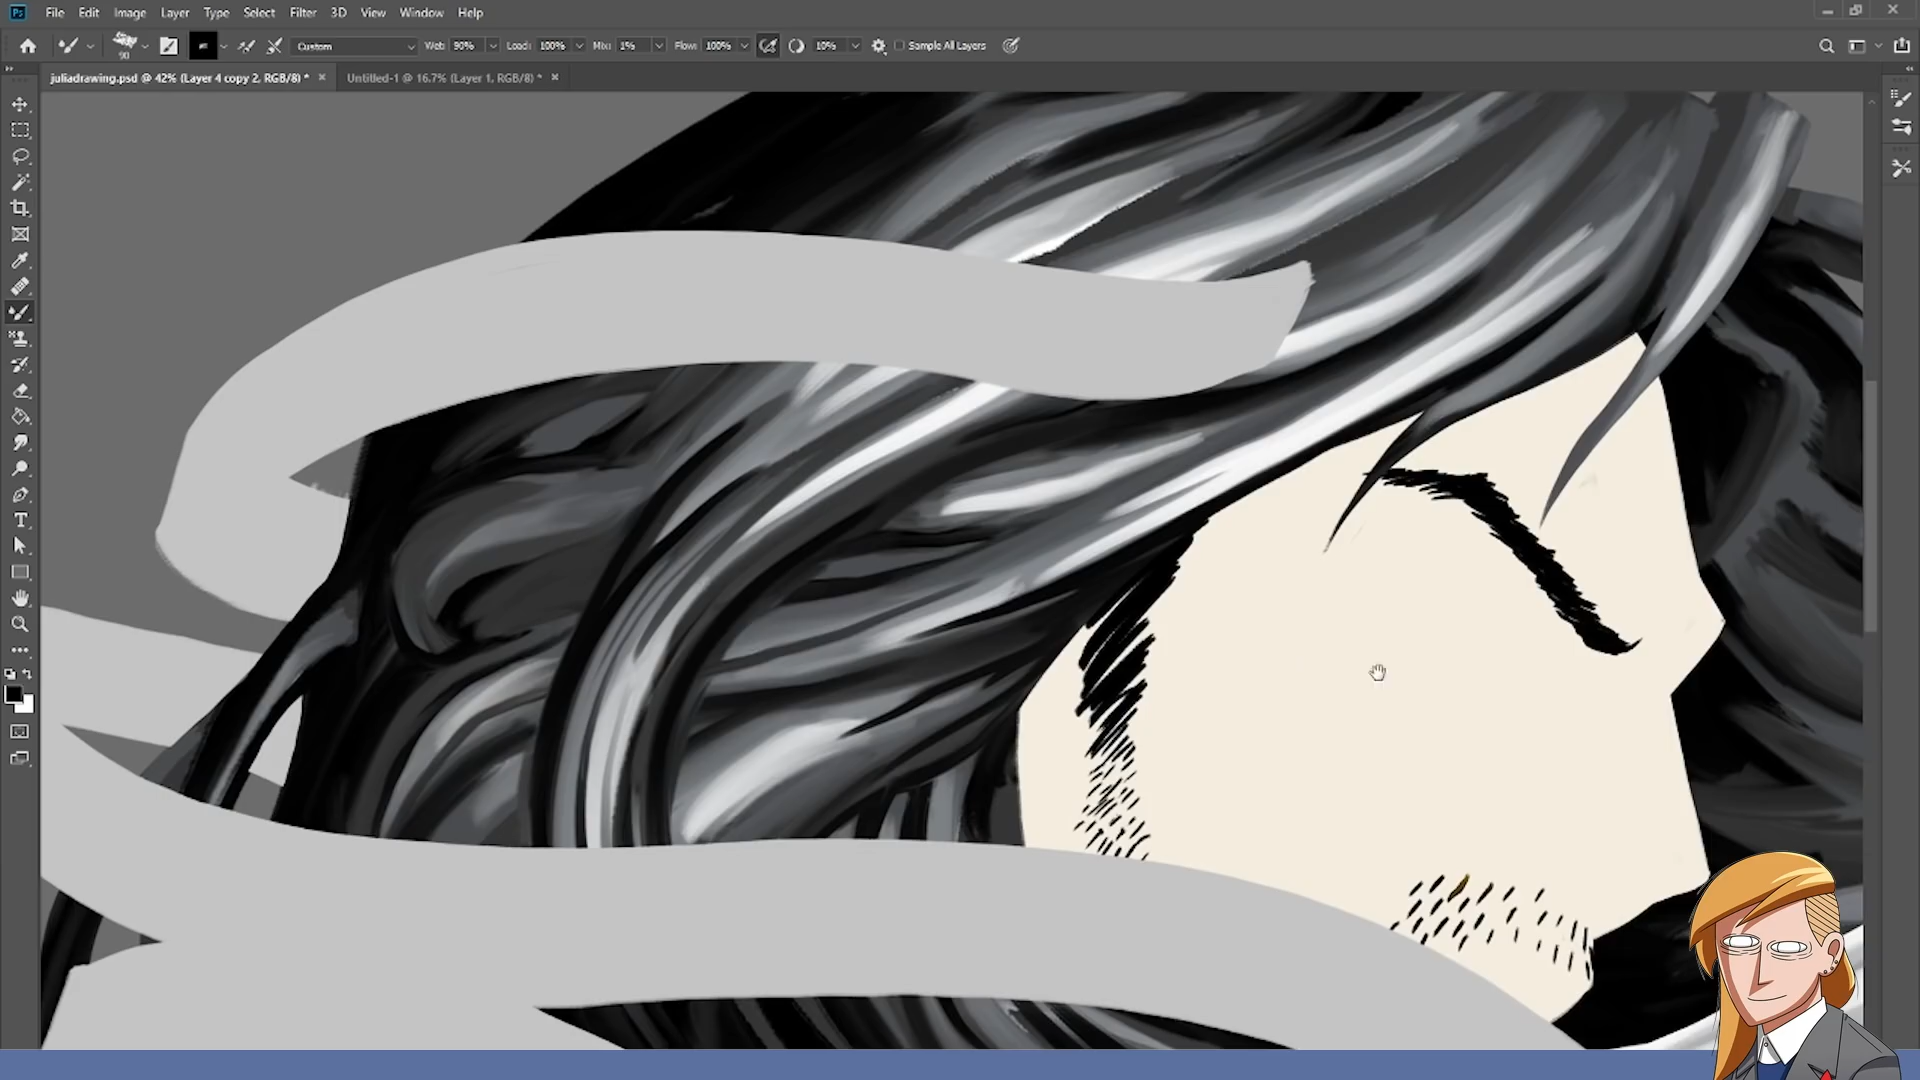 Ps File Edit Image Layer Type Select Filter 3D View Window Help
90 Custom Wet: 90% Load: 100% Mix: 1% Flow: 100% 10% Sample All Layers
juliadrawing.psd @ 42% (Layer 4 copy 2, RGB/8) * × Untitled-1 @ 16.7% (Layer 1, RGB/8) * ×